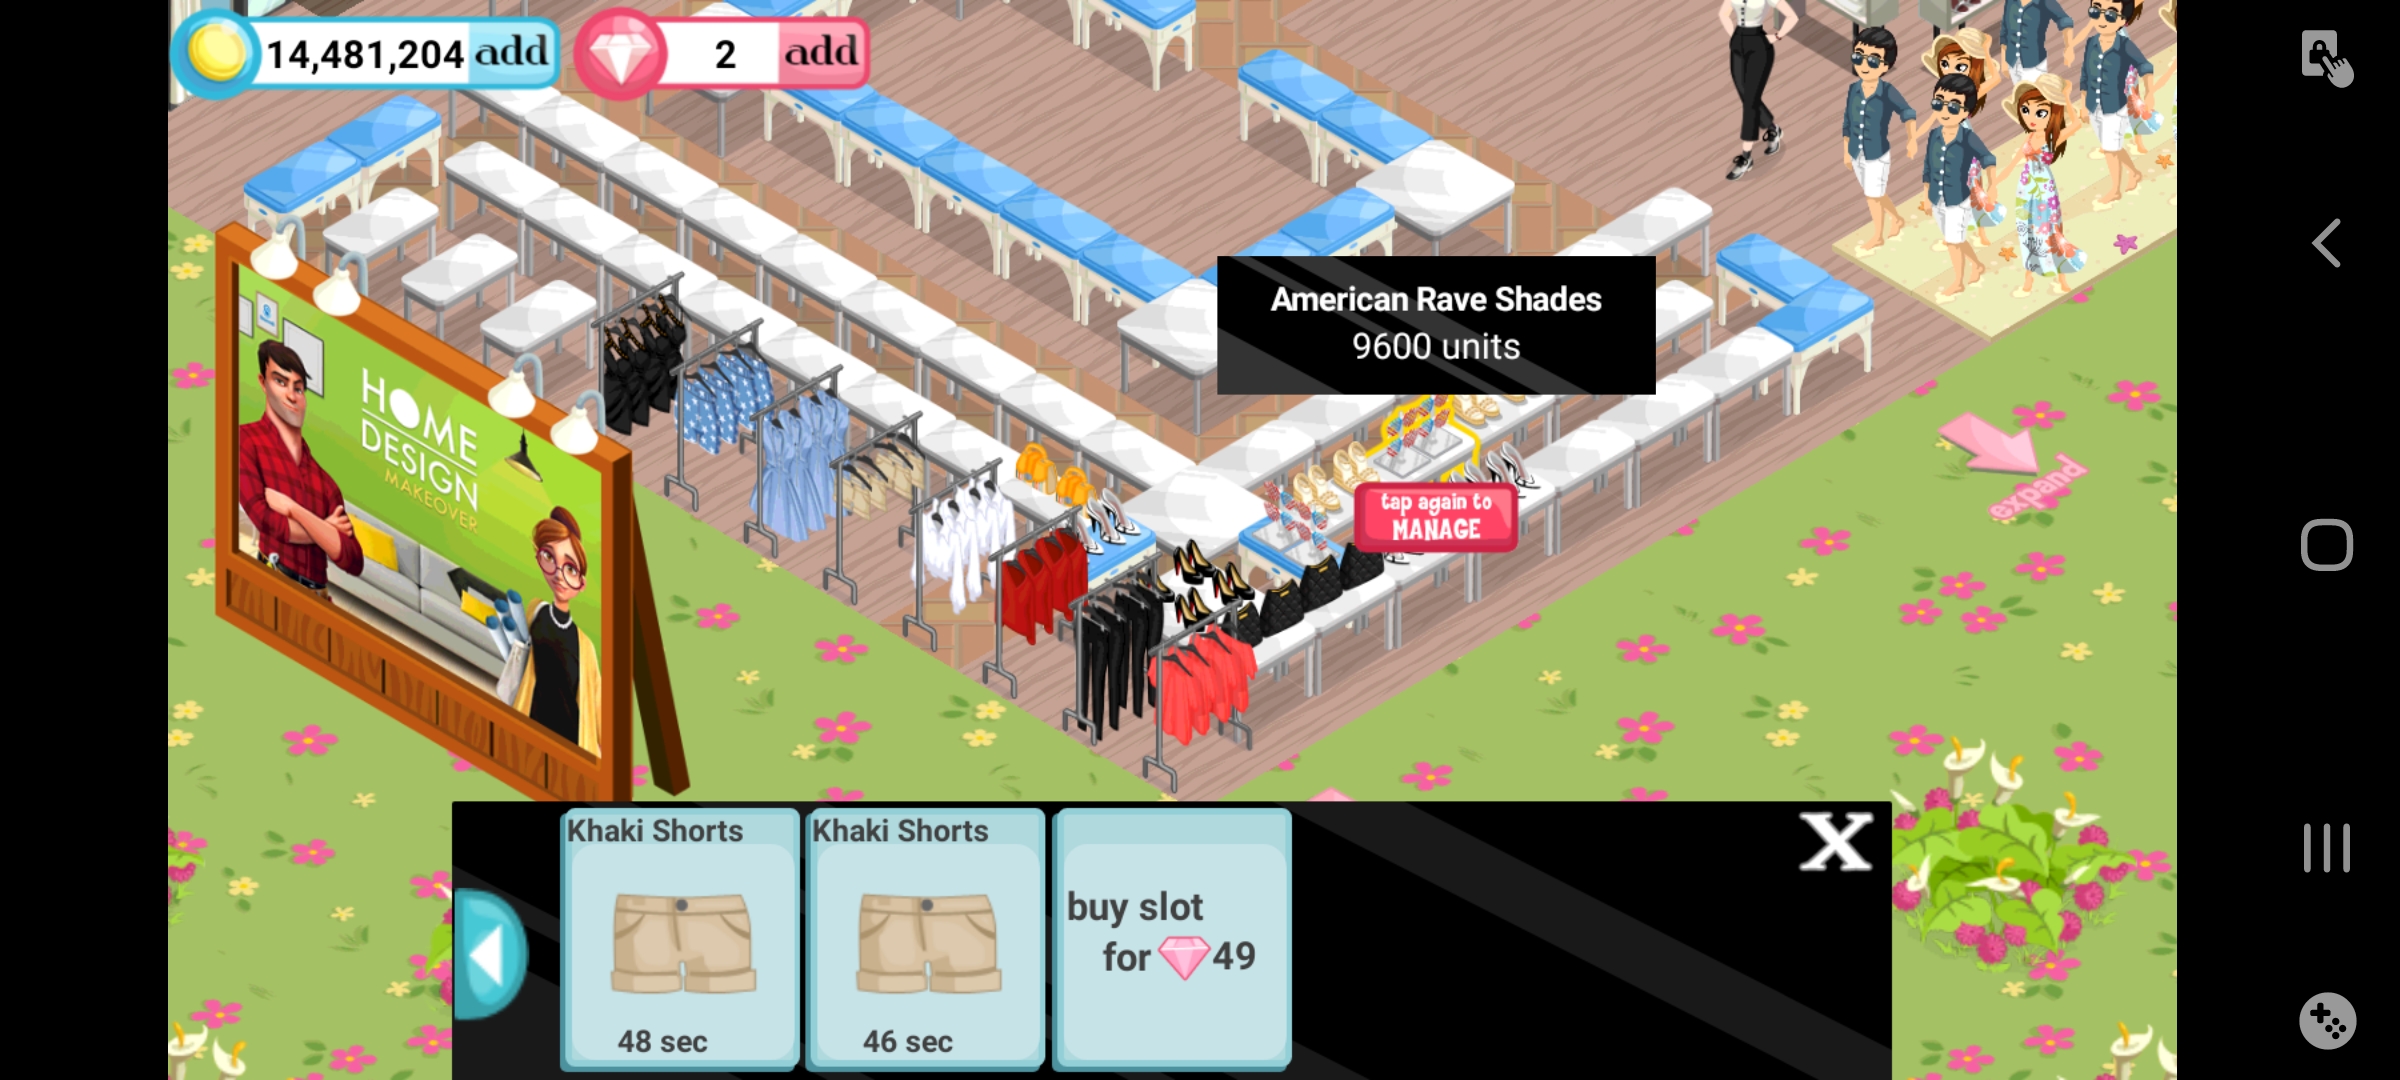 14,481,204 add
2 add
American Rave Shades
9600 units
HOME
DESIGN
MAKEOVER
expand
tap again to
MANAGE
Khaki Shorts
48 sec
Khaki Shorts
46 sec
buy slot
for 49
X